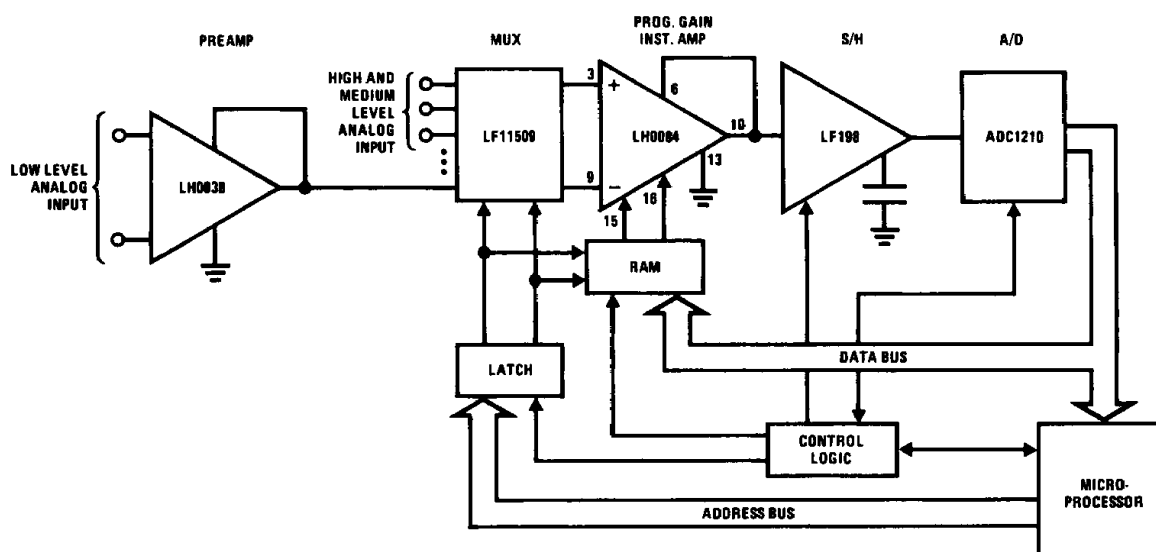 PREAMP
MUX
PROG. GAIN
INST. AMP
S/H
A/D
HIGH AND
MEDIUM
LEVEL
ANALOG
INPUT
LOW LEVEL
ANALOG
INPUT
LH0038
LF11509
3
+
6
LH0084
10
13
9
–
16
15
LF198
ADC1210
RAM
LATCH
DATA BUS
CONTROL
LOGIC
MICRO-
PROCESSOR
ADDRESS BUS